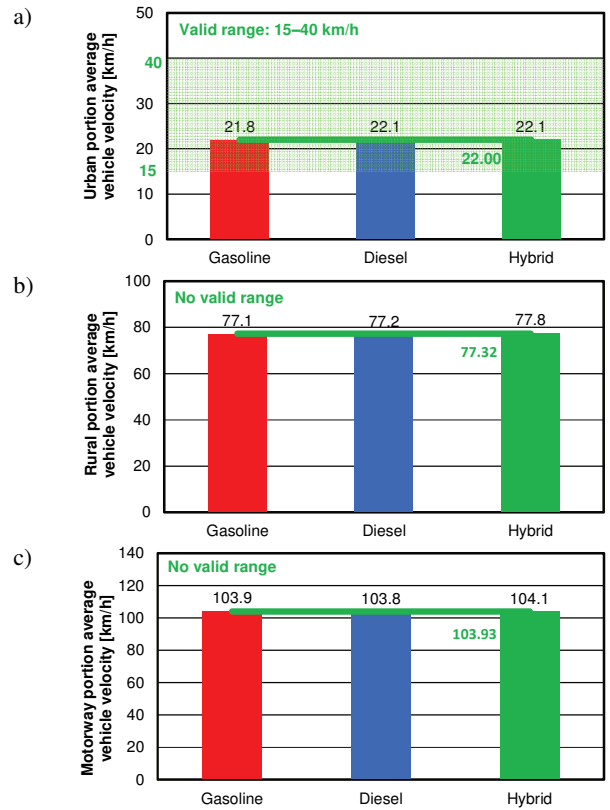 a)
Urban portion average
vehicle velocity [km/h]
50
40
30
20
10
0
40
15
Valid range: 15–40 km/h
21.8
22.1
22.1
22.00
Gasoline
Diesel
Hybrid
b)
Rural portion average
vehicle velocity [km/h]
100
80
60
40
20
0
No valid range
77.1
77.2
77.8
77.32
Gasoline
Diesel
Hybrid
c)
Motorway portion average
vehicle velocity [km/h]
140
120
100
80
60
40
20
0
No valid range
103.9
103.8
104.1
103.93
Gasoline
Diesel
Hybrid